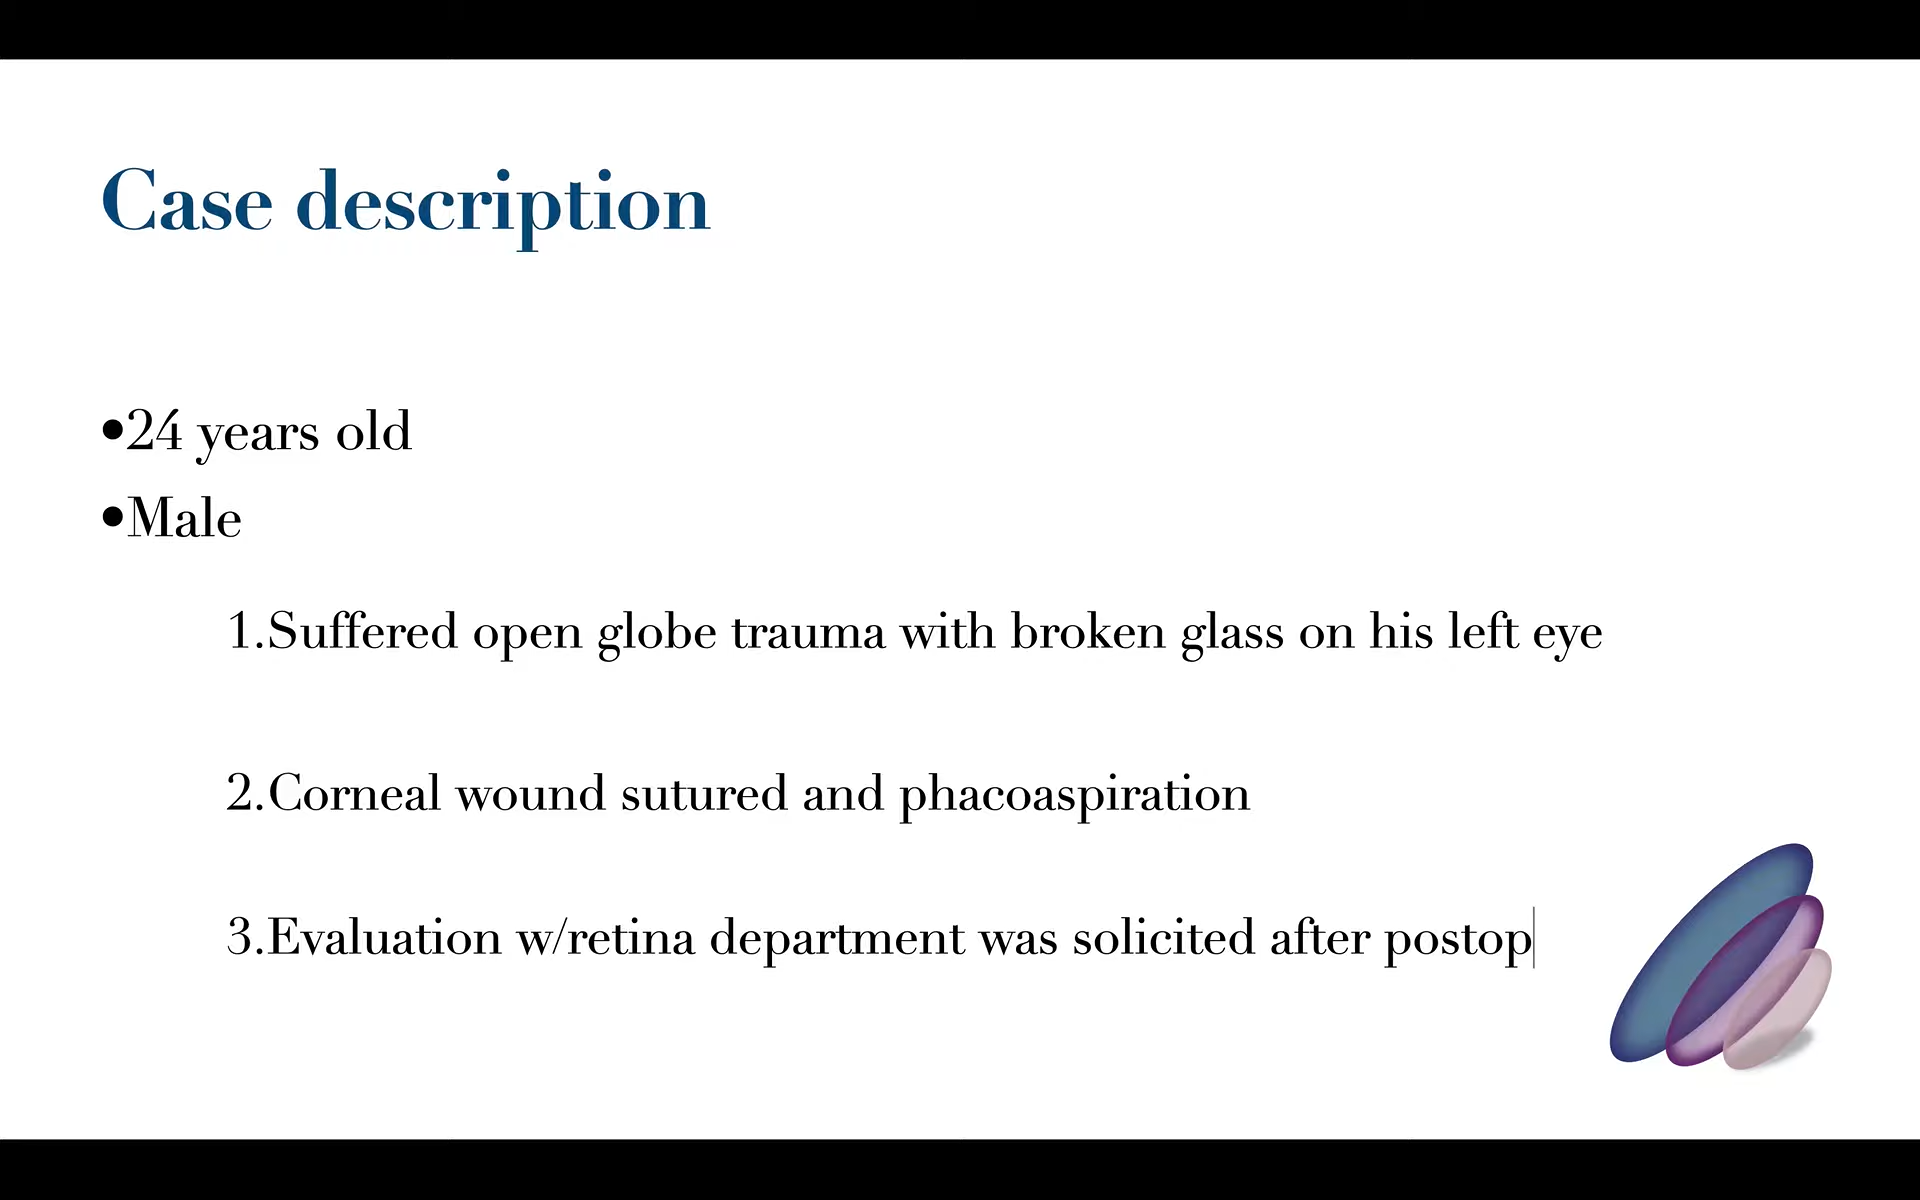 Case description
•24 years old
•Male
1.Suffered open globe trauma with broken glass on his left eye
2.Corneal wound sutured and phacoaspiration
3.Evaluation w/retina department was solicited after postop